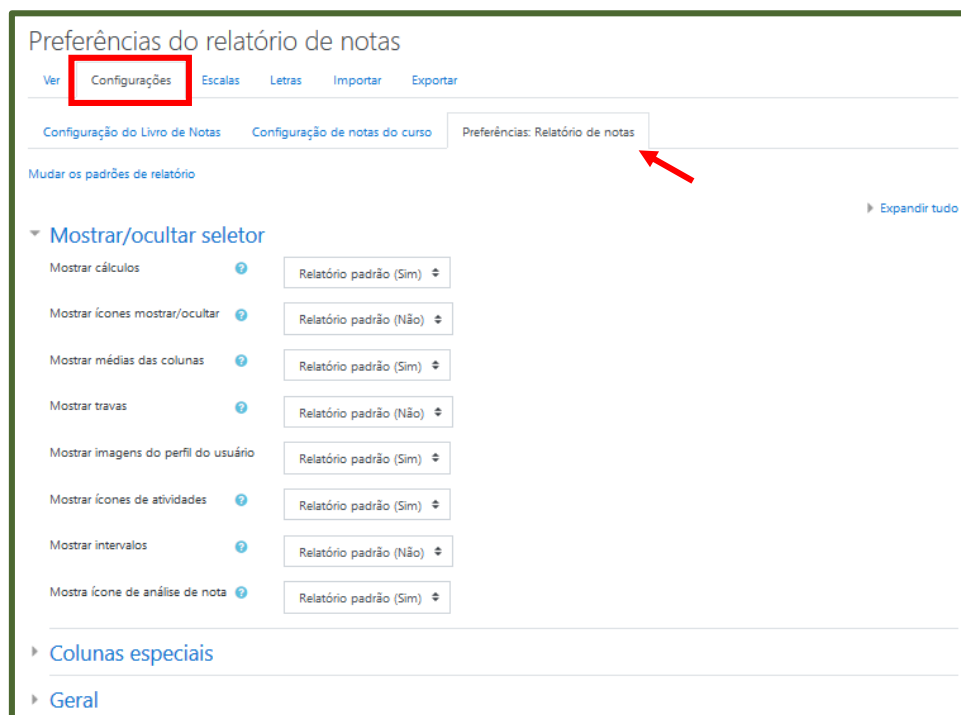 Preferências do relatório de notas
Ver Configurações Escalas Letras Importar Exportar
Configuração do Livro de Notas Configuração de notas do curso Preferências: Relatório de notas
Mudar os padrões de relatório
Expandir tudo
Mostrar/ocultar seletor
Mostrar cálculos Relatório padrão (Sim)
Mostrar ícones mostrar/ocultar Relatório padrão (Não)
Mostrar médias das colunas Relatório padrão (Sim)
Mostrar travas Relatório padrão (Não)
Mostrar imagens do perfil do usuário Relatório padrão (Sim)
Mostrar ícones de atividades Relatório padrão (Sim)
Mostrar intervalos Relatório padrão (Não)
Mostra ícone de análise de nota Relatório padrão (Sim)
Colunas especiais
Geral